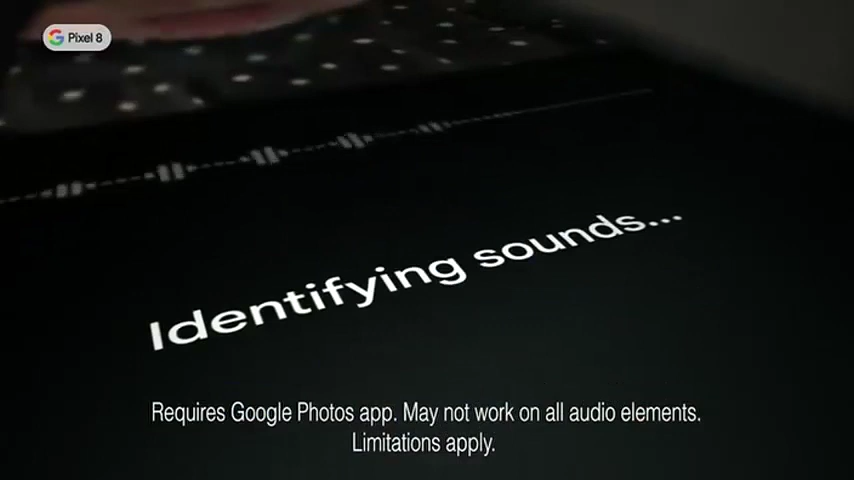 Pixel 8
Identifying sounds...
Requires Google Photos app. May not work on all audio elements.
Limitations apply.